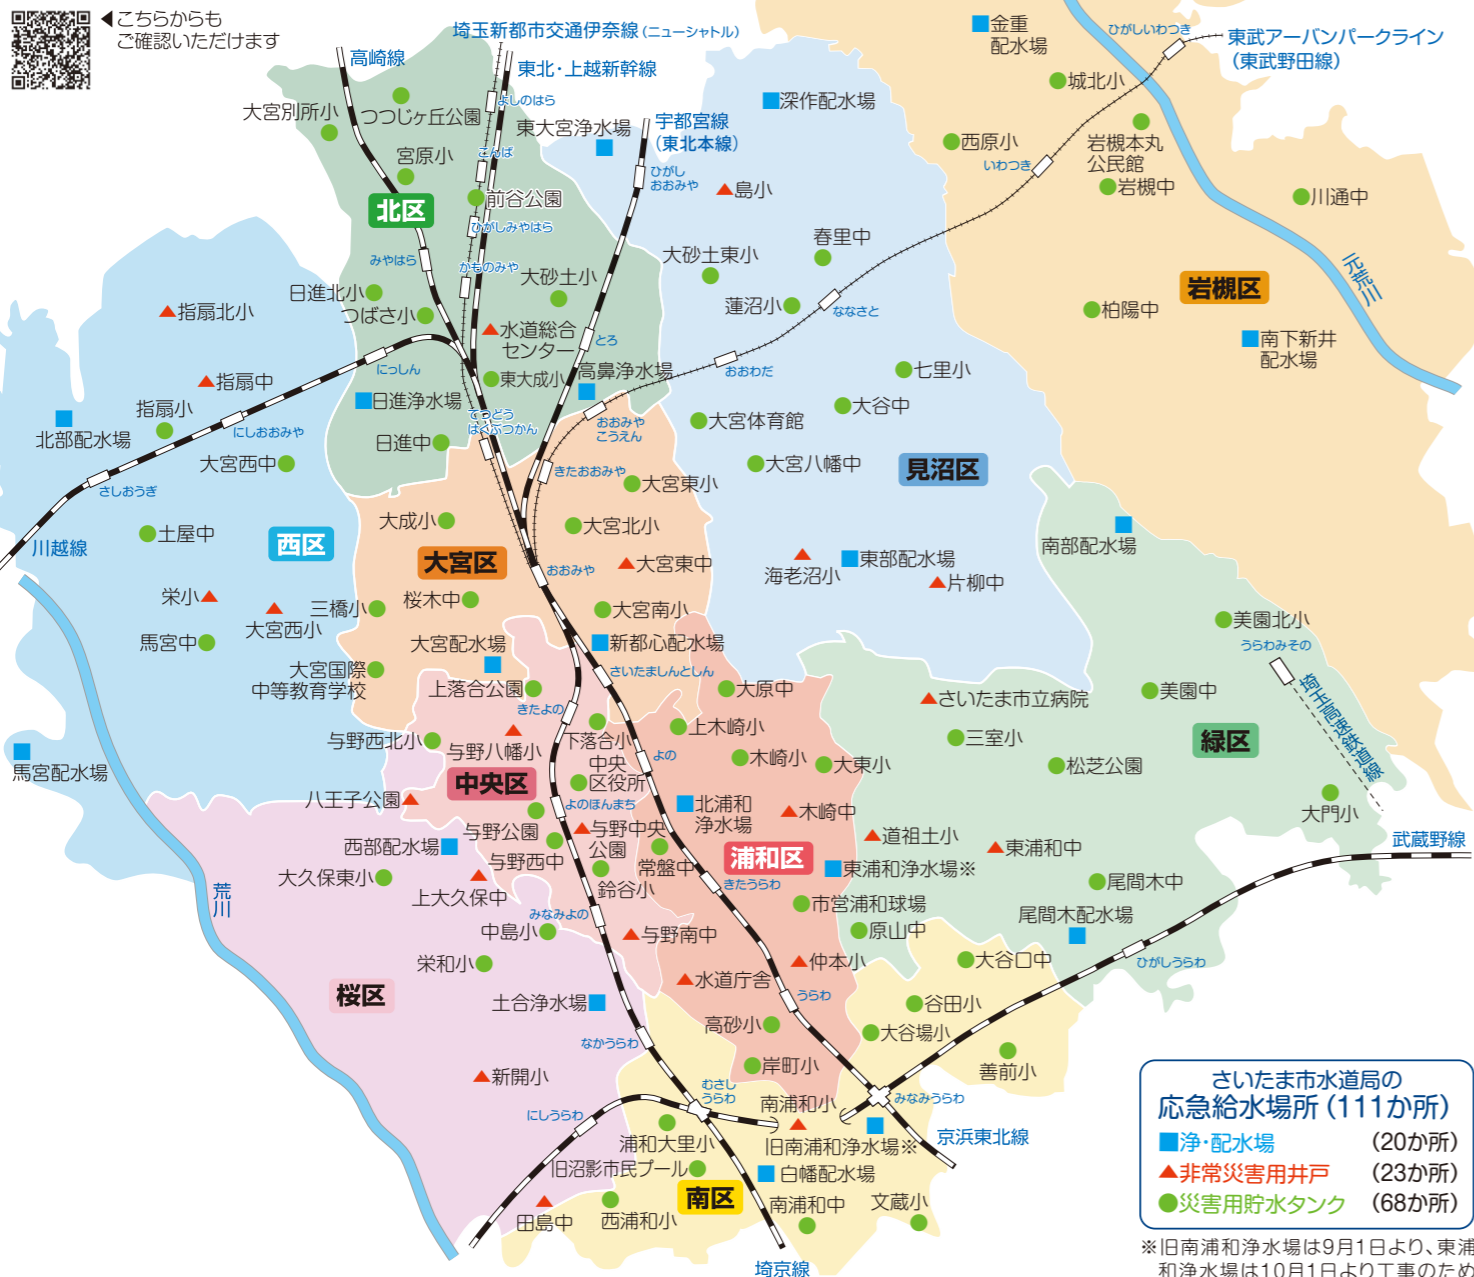 こちらからも
ご確認いただけます
埼玉新都市交通伊奈線(ニューシャトル)
高崎線
東北・上越新幹線
宇都宮線
(東北本線)
東武アーバンパークライン
(東武野田線)
ひがしいわつき
金重
配水場
城北小
大宮別所小
つつじヶ丘公園
よしのはら
東大宮浄水場
深作配水場
西原小
いわつき
岩槻本丸
公民館
岩槻中
川通中
宮原小
こんば
ひがし
おおみや
島小
北区
前谷公園
ひがしみやはら
みやはら
かものみや
大砂土小
大砂土東小
春里中
元荒川
岩槻区
日進北小
つばさ小
指扇北小
水道総合
センター
とろ
蓮沼小
ななさと
柏陽中
南下新井
配水場
にっしん
東大成小
高鼻浄水場
おおわだ
七里小
指扇中
指扇小
北部配水場
にしおおみや
日進浄水場
てつどう
はくぶつかん
おおみや
こうえん
大宮体育館
大谷中
日進中
大宮西中
さしおうぎ
きたおおみや
大宮東小
大宮八幡中
見沼区
川越線
土屋中
西区
大成小
大宮北小
南部配水場
大宮区
おおみや
大宮東中
海老沼小
東部配水場
片柳中
栄小
大宮西小
三橋小
桜木中
大宮南小
美園北小
馬宮中
大宮配水場
新都心配水場
うらわみその
大宮国際
中等教育学校
上落合公園
さいたましんとしん
大原中
さいたま市立病院
美園中
埼玉高速鉄道線
きたよの
与野西北小
与野八幡小
下落合小
上木崎小
三室小
緑区
馬宮配水場
中央区
中央
区役所
よの
木崎小
大東小
松芝公園
八王子公園
よのほんまち
北浦和
浄水場
木崎中
大門小
与野公園
与野中央
公園
道祖土小
東浦和中
武蔵野線
西部配水場
与野西中
常盤中
浦和区
東浦和浄水場※
大久保東小
上大久保中
鈴谷小
きたうらわ
尾間木中
荒川
みなみよの
市営浦和球場
尾間木配水場
中島小
与野南中
原山中
栄和小
仲本小
大谷口中
ひがしうらわ
桜区
水道庁舎
土合浄水場
うらわ
谷田小
なかうらわ
高砂小
大谷場小
岸町小
善前小
新開小
むさし
うらわ
にしうらわ
南浦和小
みなみうらわ
浦和大里小
旧南浦和浄水場※
京浜東北線
旧沼影市民プール
白幡配水場
南区
田島中
西浦和小
南浦和中
文蔵小
埼京線
さいたま市水道局の
応急給水場所(111か所)
浄・配水場 (20か所)
非常災害用井戸 (23か所)
災害用貯水タンク (68か所)
※旧南浦和浄水場は9月1日より、東浦
和浄水場は10月1日より工事のため